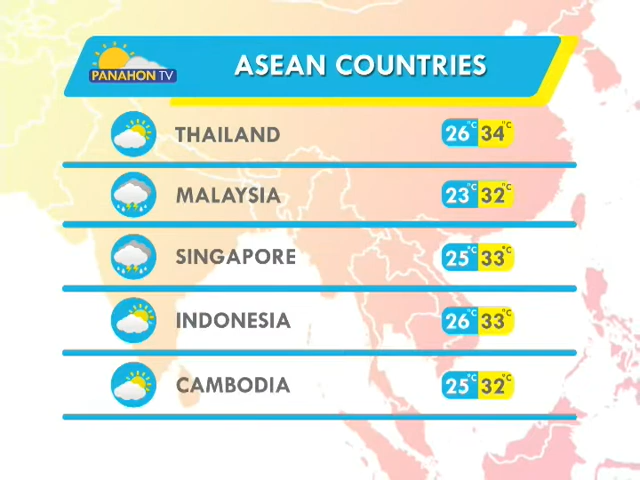 PANAHON TV
ASEAN COUNTRIES
THAILAND 26°C 34°C
MALAYSIA 23°C 32°C
SINGAPORE 25°C 33°C
INDONESIA 26°C 33°C
CAMBODIA 25°C 32°C